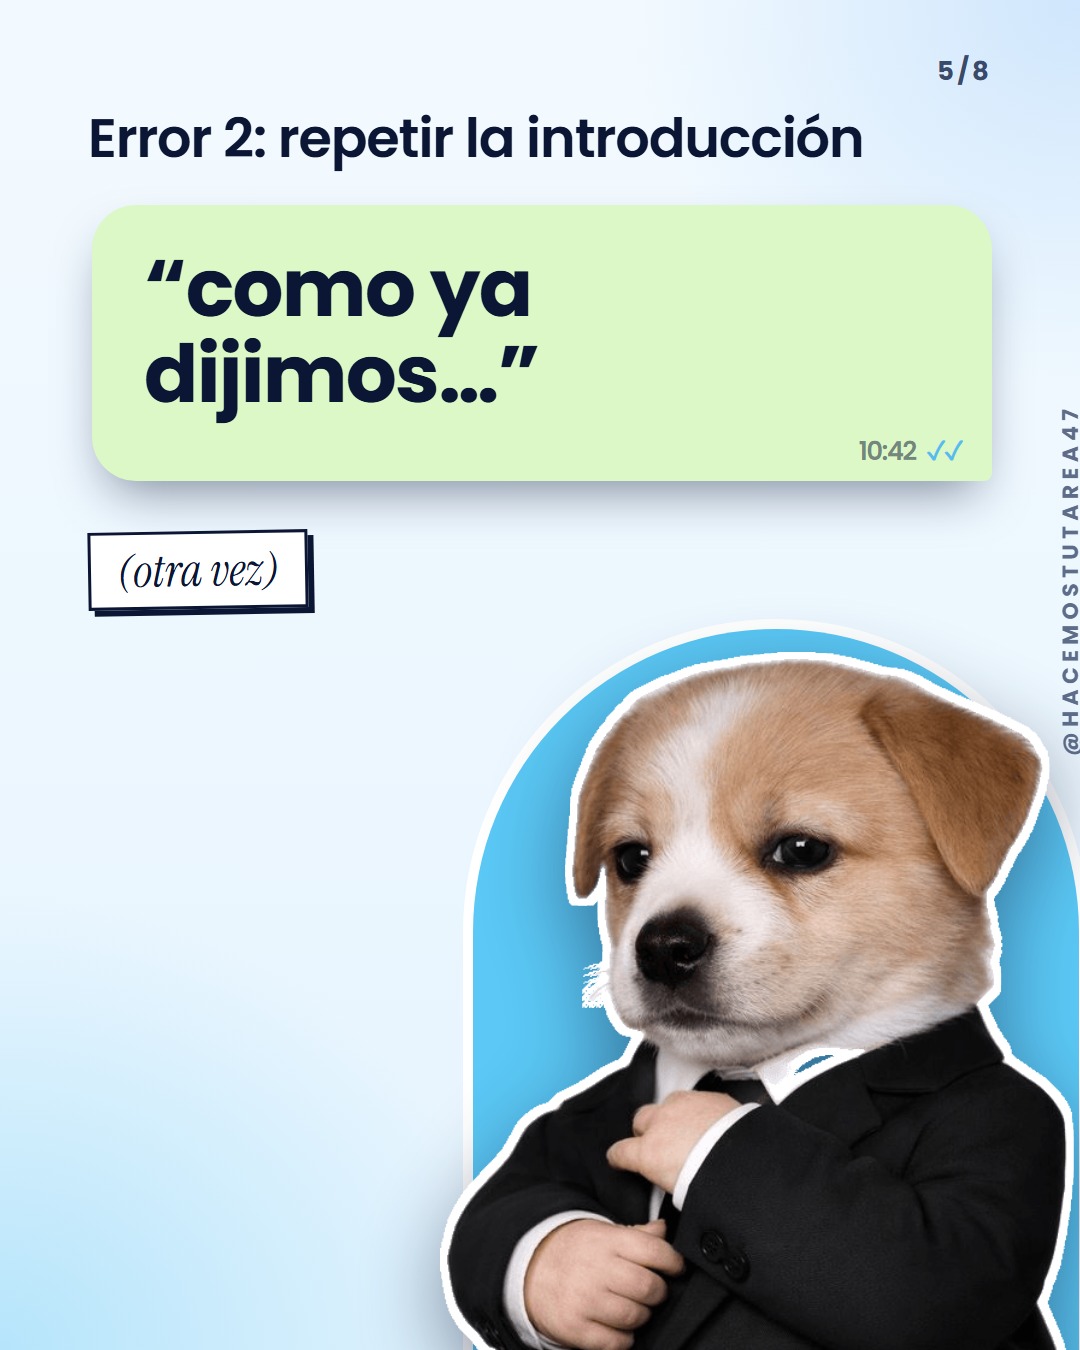 5/8
Error 2: repetir la introducción
“como ya
dijimos...”
10:42
(otra vez)
@HACEMOSTUTAREA47